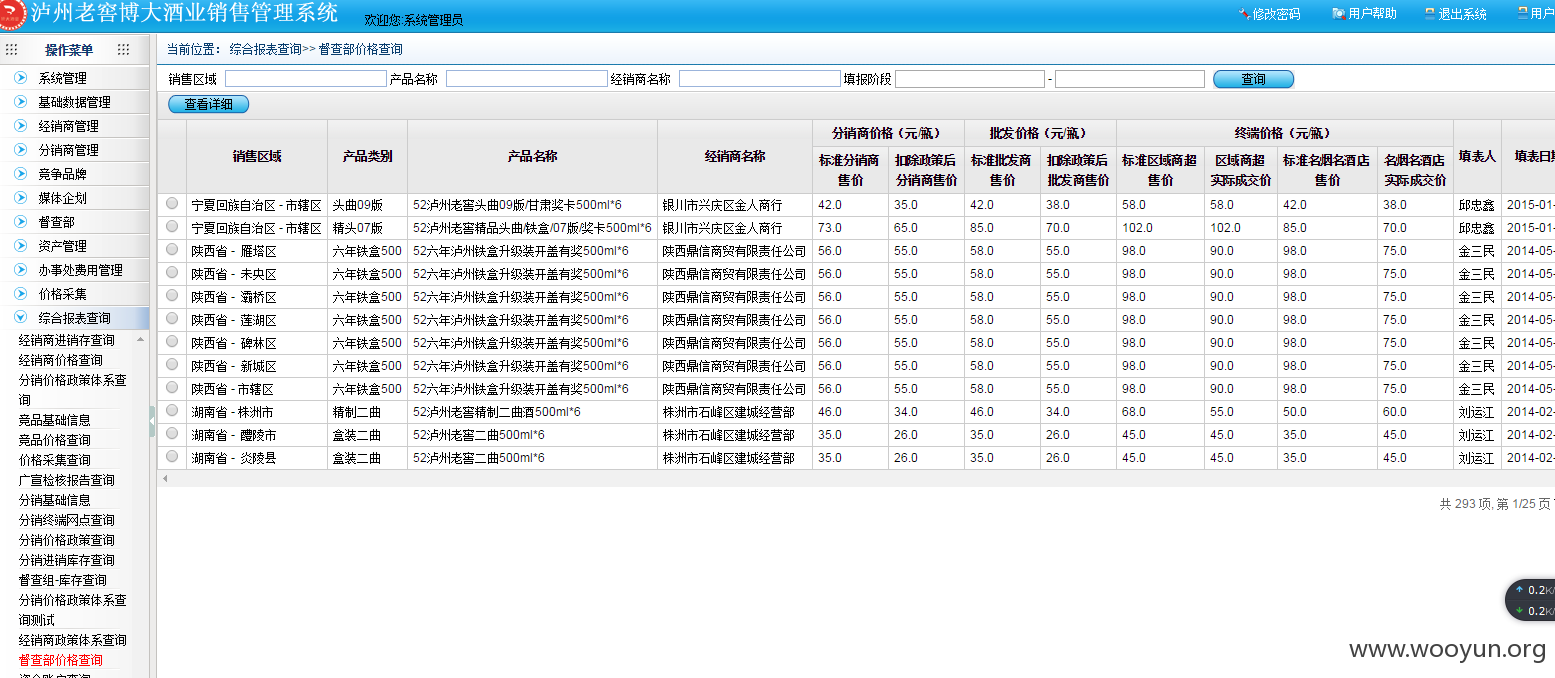 泸州老窖博大酒业销售管理系统 欢迎您:系统管理员 修改密码 用户帮助 退出系统 用户
操作菜单
系统管理
基础数据管理
经销商管理
分销商管理
竞争品牌
媒体企划
督查部
资产管理
办事处费用管理
价格采集
综合报表查询
经销商进销存查询
经销商价格查询
分销价格政策体系查
询
竞品基础信息
竞品价格查询
价格采集查询
广宣检核报告查询
分销基础信息
分销终端网点查询
分销价格政策查询
分销进销库存查询
督查组-库存查询
分销价格政策体系查
询测试
经销商政策体系查询
督查部价格查询
当前位置： 综合报表查询>> 督查部价格查询
销售区域 产品名称 经销商名称 填报阶段 - 查询
查看详细
销售区域 产品类别 产品名称 经销商名称 分销商价格（元/瓶） 批发价格（元/瓶） 终端价格（元/瓶） 填表人 填表日
标准分销商售价 扣除政策后分销商售价 标准批发商售价 扣除政策后批发商售价 标准区域商超售价 区域商超实际成交价 标准名烟名酒店售价 名烟名酒店实际成交价
宁夏回族自治区 - 市辖区 头曲09版 52泸州老窖头曲09版/甘肃奖卡500ml*6 银川市兴庆区金人商行 42.0 35.0 42.0 38.0 58.0 58.0 42.0 38.0 邱忠鑫 2015-01-
宁夏回族自治区 - 市辖区 精头07版 52泸州老窖精品头曲/铁盒/07版/奖卡500ml*6 银川市兴庆区金人商行 73.0 65.0 85.0 70.0 102.0 102.0 85.0 70.0 邱忠鑫 2015-01-
陕西省 - 雁塔区 六年铁盒500 52六年泸州铁盒升级装开盖有奖500ml*6 陕西鼎信商贸有限责任公司 56.0 55.0 58.0 55.0 98.0 90.0 98.0 75.0 金三民 2014-05-
陕西省 - 未央区 六年铁盒500 52六年泸州铁盒升级装开盖有奖500ml*6 陕西鼎信商贸有限责任公司 56.0 55.0 58.0 55.0 98.0 90.0 98.0 75.0 金三民 2014-05-
陕西省 - 灞桥区 六年铁盒500 52六年泸州铁盒升级装开盖有奖500ml*6 陕西鼎信商贸有限责任公司 56.0 55.0 58.0 55.0 98.0 90.0 98.0 75.0 金三民 2014-05-
陕西省 - 莲湖区 六年铁盒500 52六年泸州铁盒升级装开盖有奖500ml*6 陕西鼎信商贸有限责任公司 56.0 55.0 58.0 55.0 98.0 90.0 98.0 75.0 金三民 2014-05-
陕西省 - 碑林区 六年铁盒500 52六年泸州铁盒升级装开盖有奖500ml*6 陕西鼎信商贸有限责任公司 56.0 55.0 58.0 55.0 98.0 90.0 98.0 75.0 金三民 2014-05-
陕西省 - 新城区 六年铁盒500 52六年泸州铁盒升级装开盖有奖500ml*6 陕西鼎信商贸有限责任公司 56.0 55.0 58.0 55.0 98.0 90.0 98.0 75.0 金三民 2014-05-
陕西省 - 市辖区 六年铁盒500 52六年泸州铁盒升级装开盖有奖500ml*6 陕西鼎信商贸有限责任公司 56.0 55.0 58.0 55.0 98.0 90.0 98.0 75.0 金三民 2014-05-
湖南省 - 株洲市 精制二曲 52泸州老窖精制二曲酒500ml*6 株洲市石峰区建城经营部 46.0 34.0 46.0 34.0 68.0 55.0 50.0 60.0 刘运江 2014-02-
湖南省 - 醴陵市 盒装二曲 52泸州老窖二曲500ml*6 株洲市石峰区建城经营部 35.0 26.0 35.0 26.0 45.0 45.0 35.0 45.0 刘运江 2014-02-
湖南省 - 炎陵县 盒装二曲 52泸州老窖二曲500ml*6 株洲市石峰区建城经营部 35.0 26.0 35.0 26.0 45.0 45.0 35.0 45.0 刘运江 2014-02-
共 293 项, 第 1/25 页
0.2K/
0.2K/
www.wooyun.org